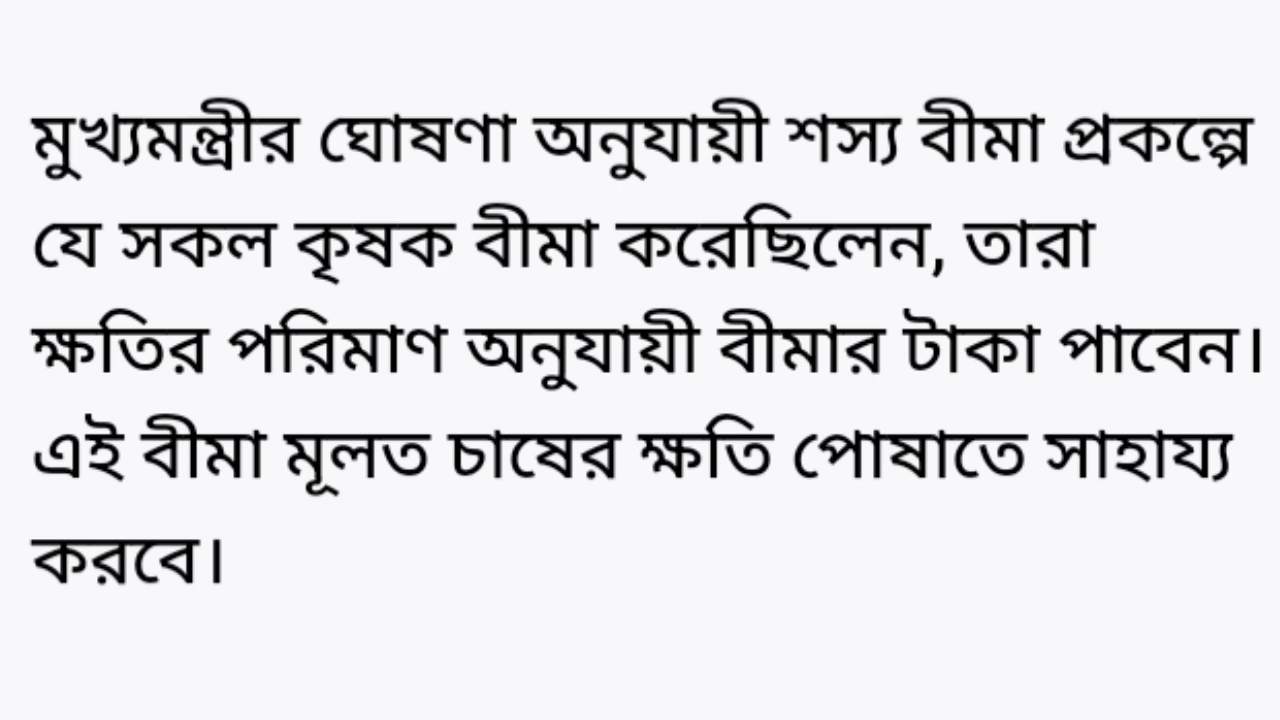 মুখ্যমন্ত্রীর ঘোষণা অনুযায়ী শস্য বীমা প্রকল্পে
যে সকল কৃষক বীমা করেছিলেন, তারা
ক্ষতির পরিমাণ অনুযায়ী বীমার টাকা পাবেন।
এই বীমা মূলত চাষের ক্ষতি পোষাতে সাহায্য
করবে।